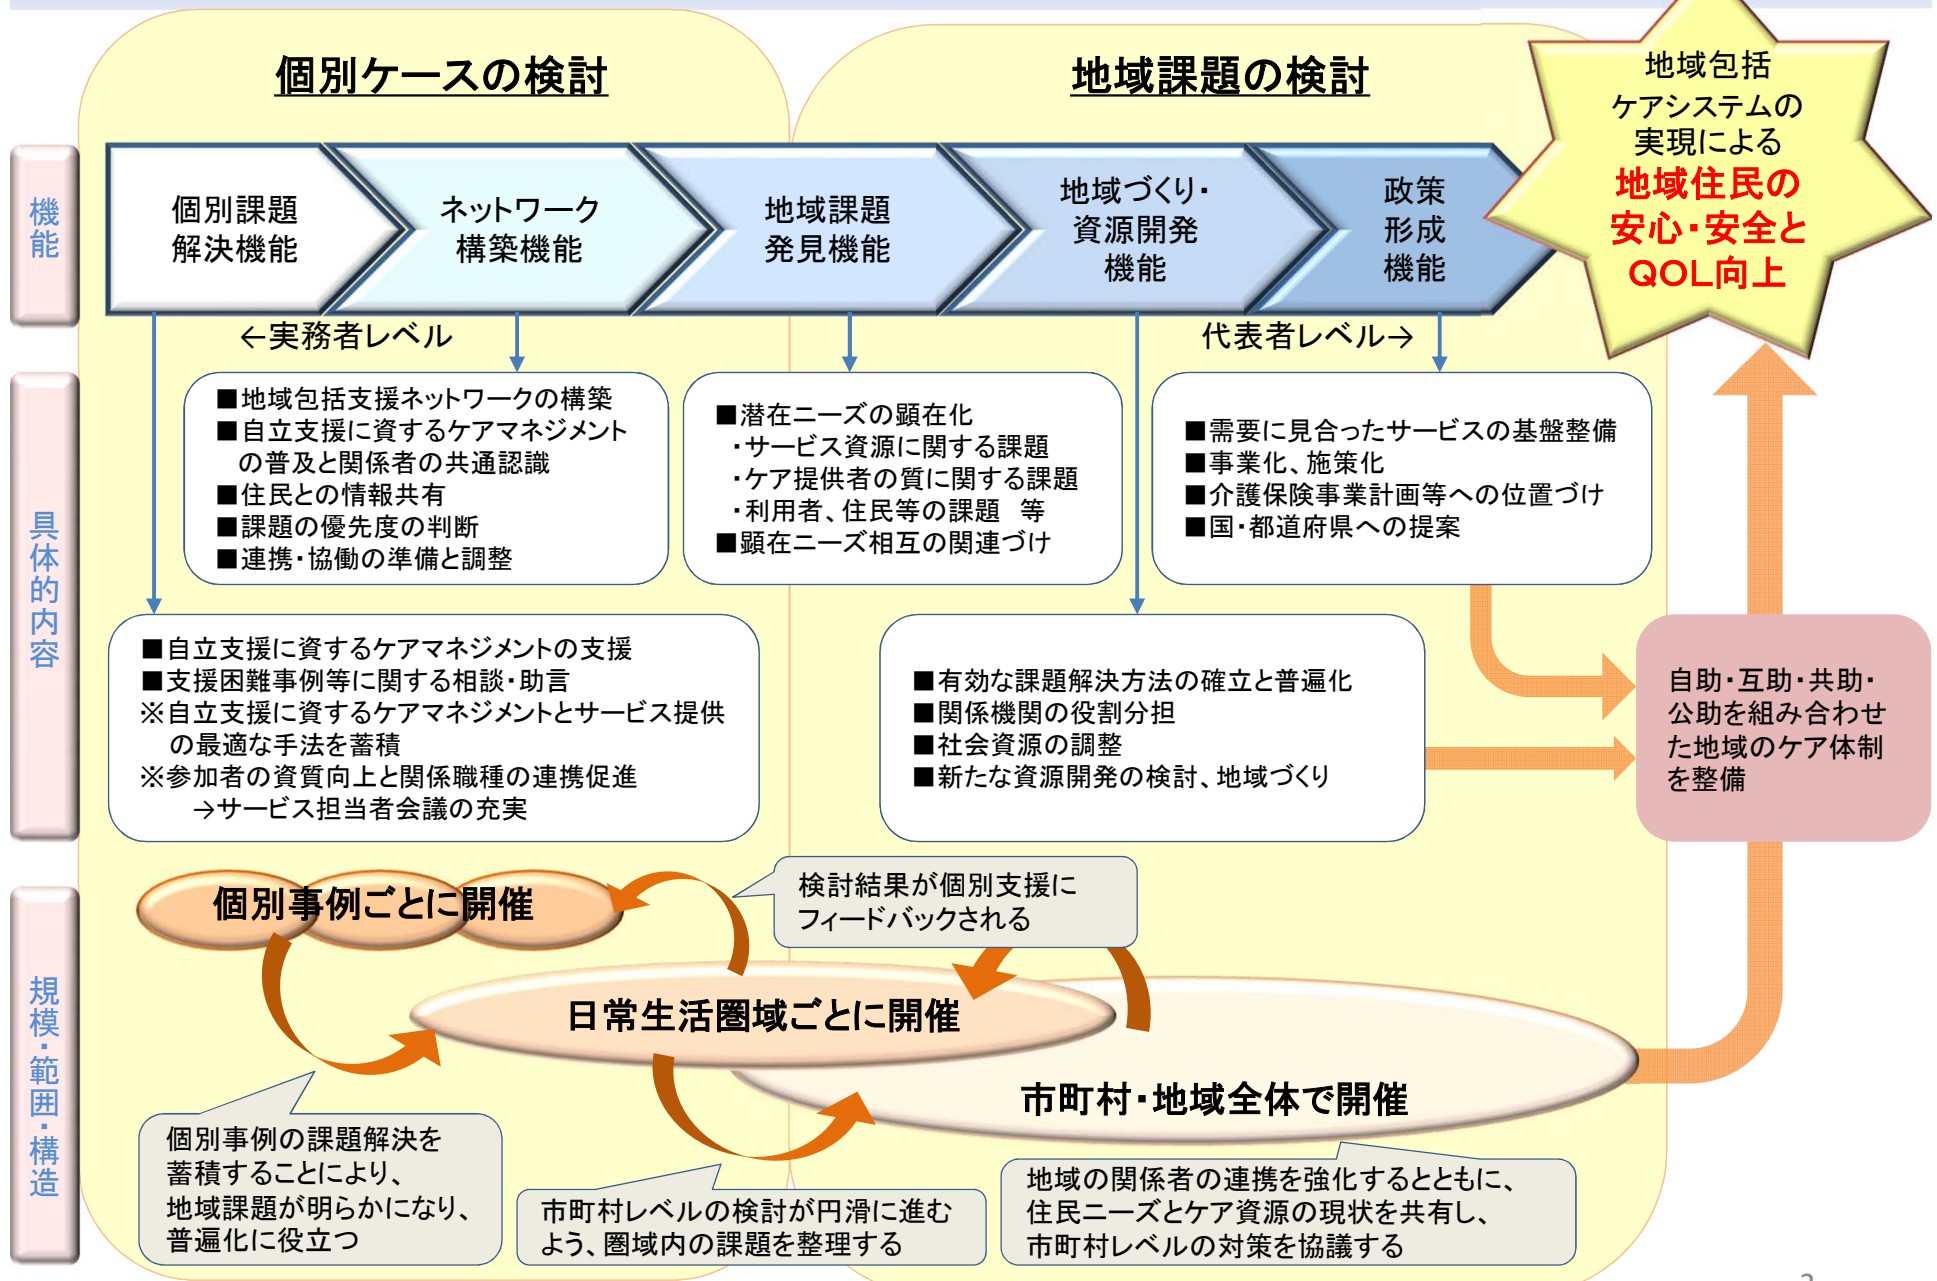 個別ケースの検討
地域課題の検討
地域包括
ケアシステムの
実現による
地域住民の
安心・安全と
QOL向上
機能
個別課題
解決機能
ネットワーク
構築機能
地域課題
発見機能
地域づくり・
資源開発
機能
政策
形成
機能
←実務者レベル
代表者レベル→
具体的内容
■地域包括支援ネットワークの構築
■自立支援に資するケアマネジメント
の普及と関係者の共通認識
■住民との情報共有
■課題の優先度の判断
■連携・協働の準備と調整
■潜在ニーズの顕在化
・サービス資源に関する課題
・ケア提供者の質に関する課題
・利用者、住民等の課題 等
■顕在ニーズ相互の関連づけ
■需要に見合ったサービスの基盤整備
■事業化、施策化
■介護保険事業計画等への位置づけ
■国・都道府県への提案
■自立支援に資するケアマネジメントの支援
■支援困難事例等に関する相談・助言
※自立支援に資するケアマネジメントとサービス提供
の最適な手法を蓄積
※参加者の資質向上と関係職種の連携促進
→サービス担当者会議の充実
■有効な課題解決方法の確立と普遍化
■関係機関の役割分担
■社会資源の調整
■新たな資源開発の検討、地域づくり
自助・互助・共助・
公助を組み合わせ
た地域のケア体制
を整備
規模・範囲・構造
個別事例ごとに開催
検討結果が個別支援に
フィードバックされる
日常生活圏域ごとに開催
市町村・地域全体で開催
個別事例の課題解決を
蓄積することにより、
地域課題が明らかになり、
普遍化に役立つ
市町村レベルの検討が円滑に進む
よう、圏域内の課題を整理する
地域の関係者の連携を強化するとともに、
住民ニーズとケア資源の現状を共有し、
市町村レベルの対策を協議する